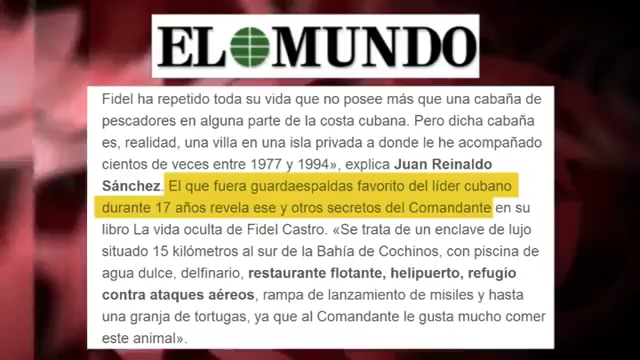 EL MUNDO
Fidel ha repetido toda su vida que no posee más que una cabaña de
pescadores en alguna parte de la costa cubana. Pero dicha cabaña
es, realidad, una villa en una isla privada a donde le he acompañado
cientos de veces entre 1977 y 1994», explica Juan Reinaldo
Sánchez. El que fuera guardaespaldas favorito del líder cubano
durante 17 años revela ese y otros secretos del Comandante en su
libro La vida oculta de Fidel Castro. «Se trata de un enclave de lujo
situado 15 kilómetros al sur de la Bahía de Cochinos, con piscina de
agua dulce, delfinario, restaurante flotante, helipuerto, refugio
contra ataques aéreos, rampa de lanzamiento de misiles y hasta
una granja de tortugas, ya que al Comandante le gusta mucho comer
este animal».